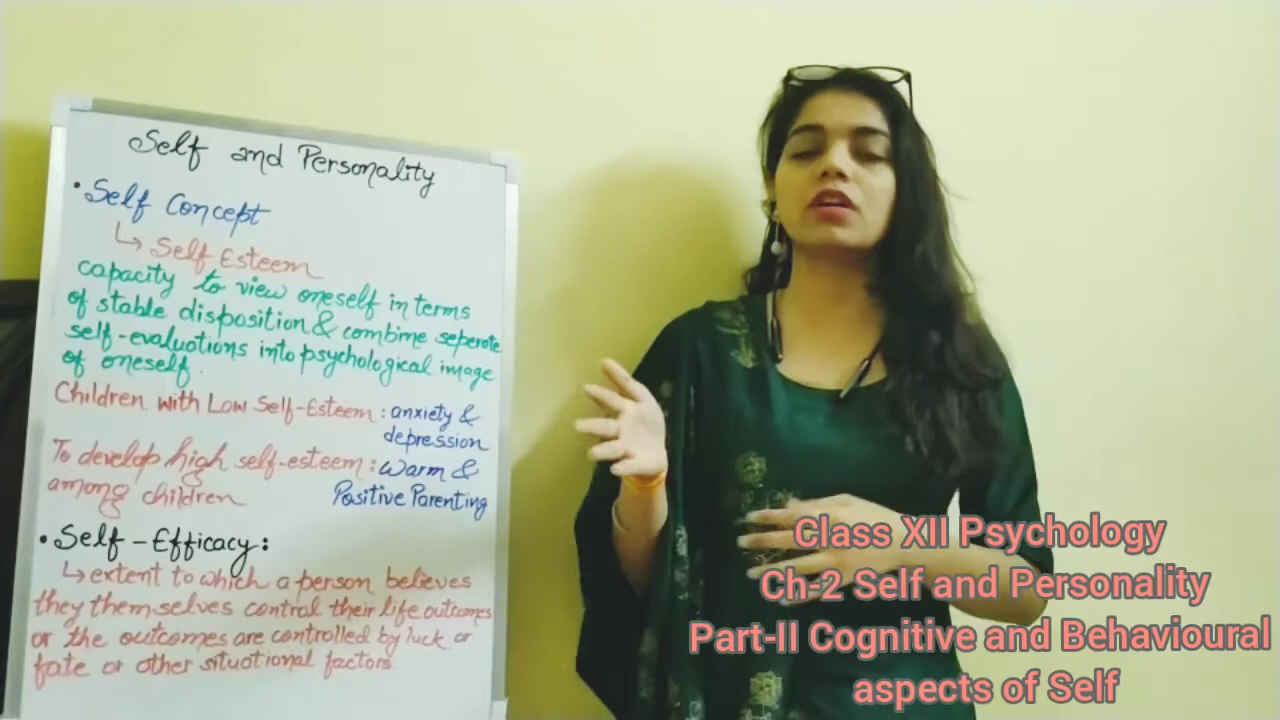 Self and Personality
• Self Concept
↳ Self Esteem
capacity to view oneself in terms
of stable disposition & combine seperate
self-evaluations into psychological image
of oneself.
Children with Low Self-Esteem : anxiety &
depression
To develop high self-esteem : Warm &
among children Positive Parenting
• Self-Efficacy :
↳ extent to which a person believes
they themselves control their life outcomes
or the outcomes are controlled by luck or
fate or other situational factors
Class XII Psychology
Ch-2 Self and Personality
Part-II Cognitive and Behavioural
aspects of Self